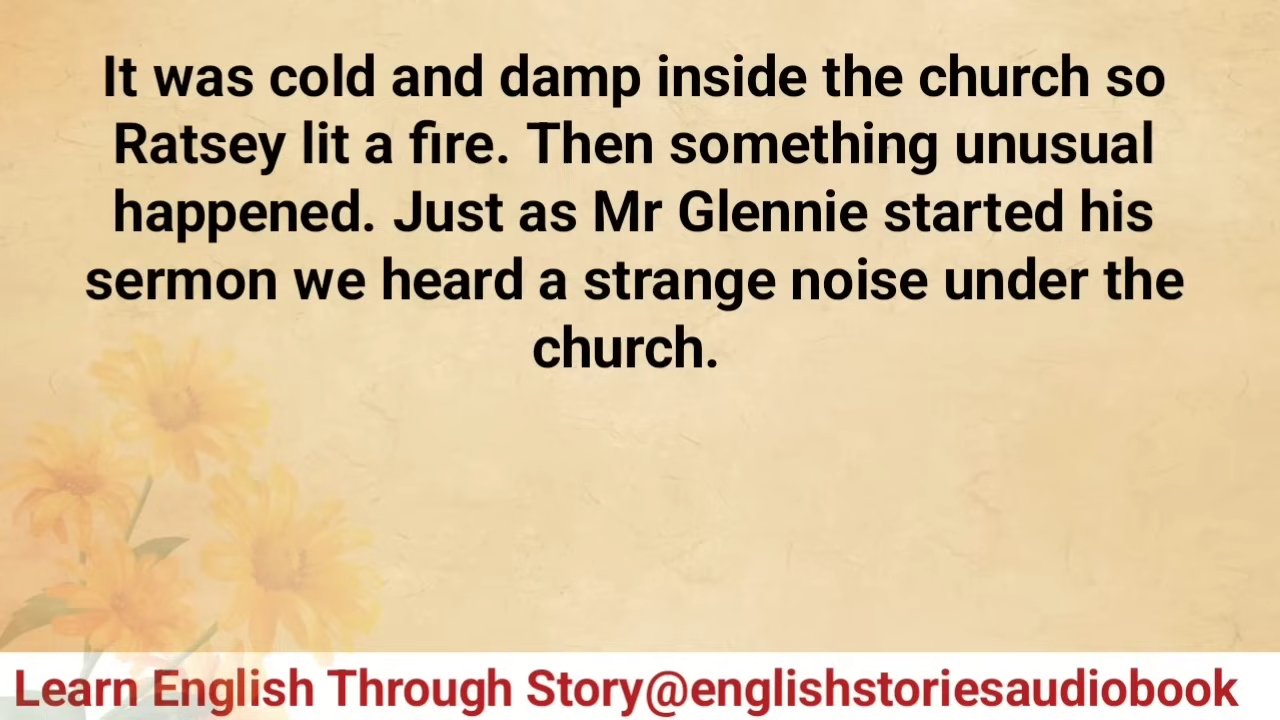 It was cold and damp inside the church so
Ratsey lit a fire. Then something unusual
happened. Just as Mr Glennie started his
sermon we heard a strange noise under the
church.
Learn English Through Story@englishstoriesaudiobook